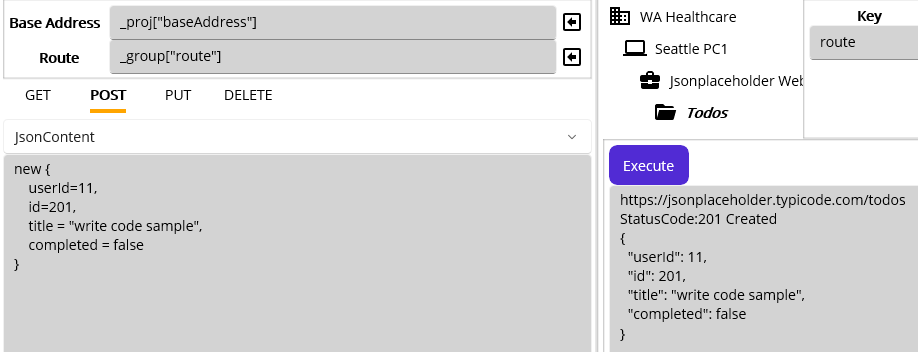 Base Address
_proj["baseAddress"]
Route
_group["route"]
GET
POST
PUT
DELETE
JsonContent
new {
userId=11,
id=201,
title = "write code sample",
completed = false
}
WA Healthcare
Seattle PC1
Jsonplaceholder Web
Todos
Key
route
Execute
https://jsonplaceholder.typicode.com/todos
StatusCode:201 Created
{
"userId": 11,
"id": 201,
"title": "write code sample",
"completed": false
}